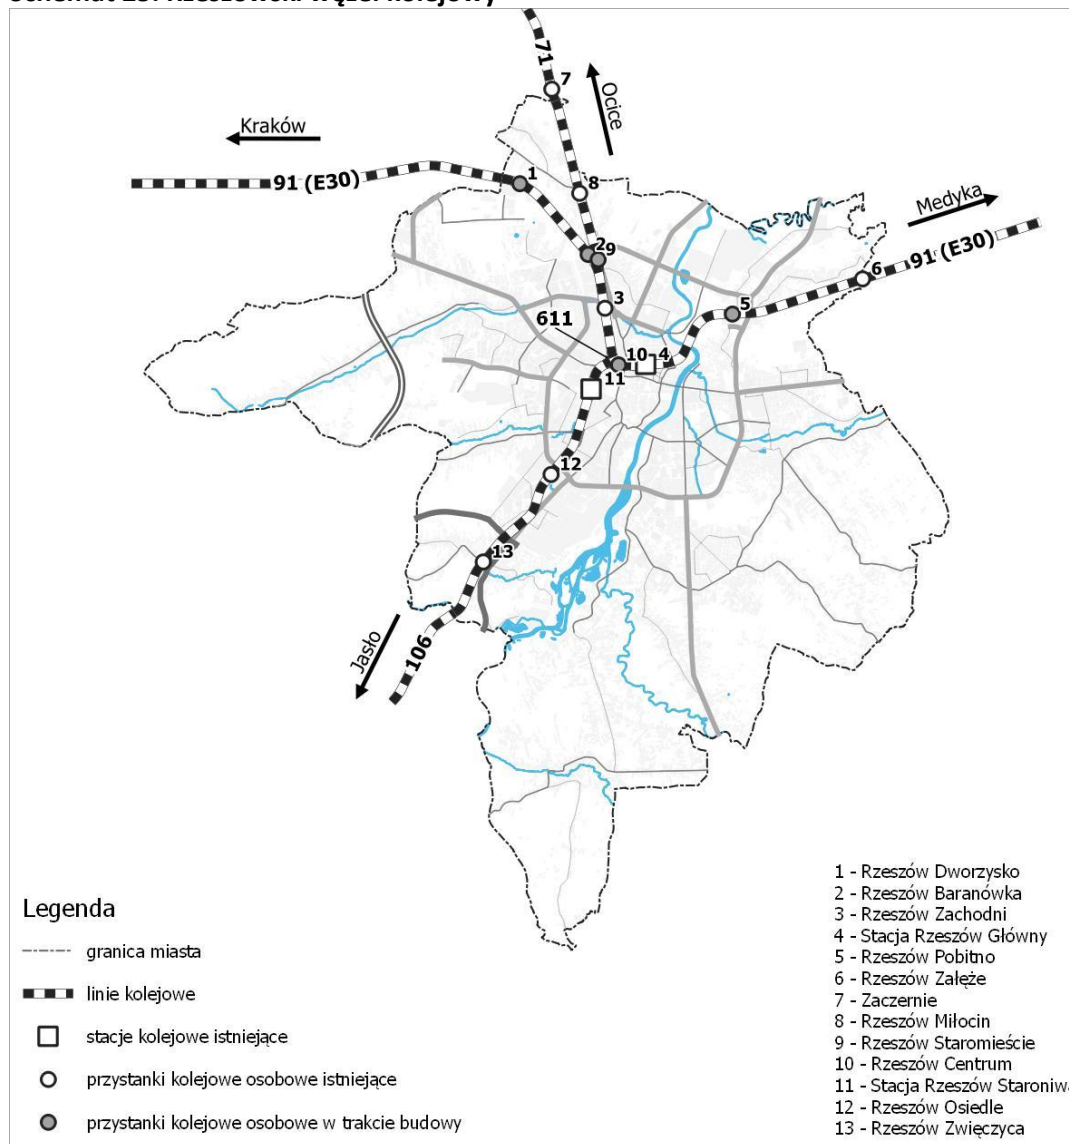 71
7
Ocice
Kraków
91 (E30)
1
8
Medyka
91 (E30)
29
6
3
5
611
10
4
11
12
13
Jasło
106
Legenda
granica miasta
linie kolejowe
stacje kolejowe istniejące
przystanki kolejowe osobowe istniejące
przystanki kolejowe osobowe w trakcie budowy
1 - Rzeszów Dworzysko
2 - Rzeszów Baranówka
3 - Rzeszów Zachodni
4 - Stacja Rzeszów Główny
5 - Rzeszów Pobitno
6 - Rzeszów Załęże
7 - Zaczernie
8 - Rzeszów Miłocin
9 - Rzeszów Staromieście
10 - Rzeszów Centrum
11 - Stacja Rzeszów Staroniwa
12 - Rzeszów Osiedle
13 - Rzeszów Zwięczyca